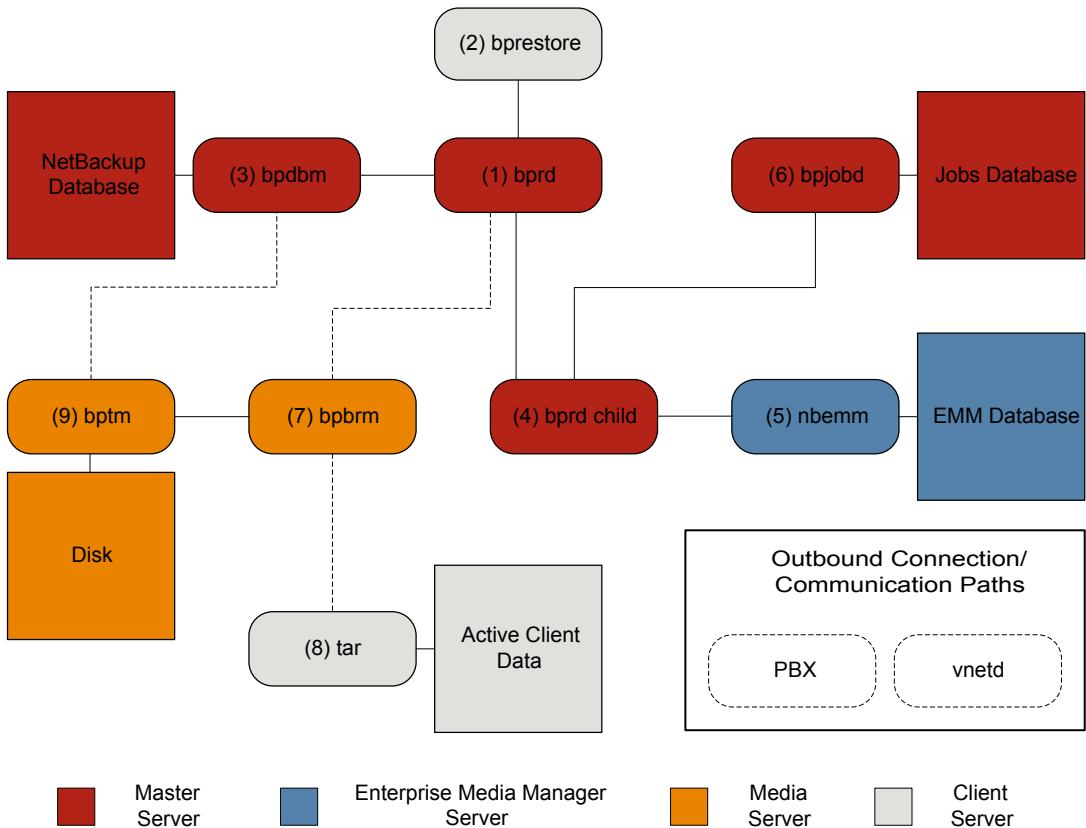 (2) bprestore
NetBackup
Database
(3) bpdbm
(1) bprd
(6) bpjobd
Jobs Database
(9) bptm
(7) bpbrm
(4) bprd child
(5) nbemm
EMM Database
Disk
(8) tar
Active Client
Data
Outbound Connection/
Communication Paths
PBX
vnetd
Master
Server
Enterprise Media Manager
Server
Media
Server
Client
Server